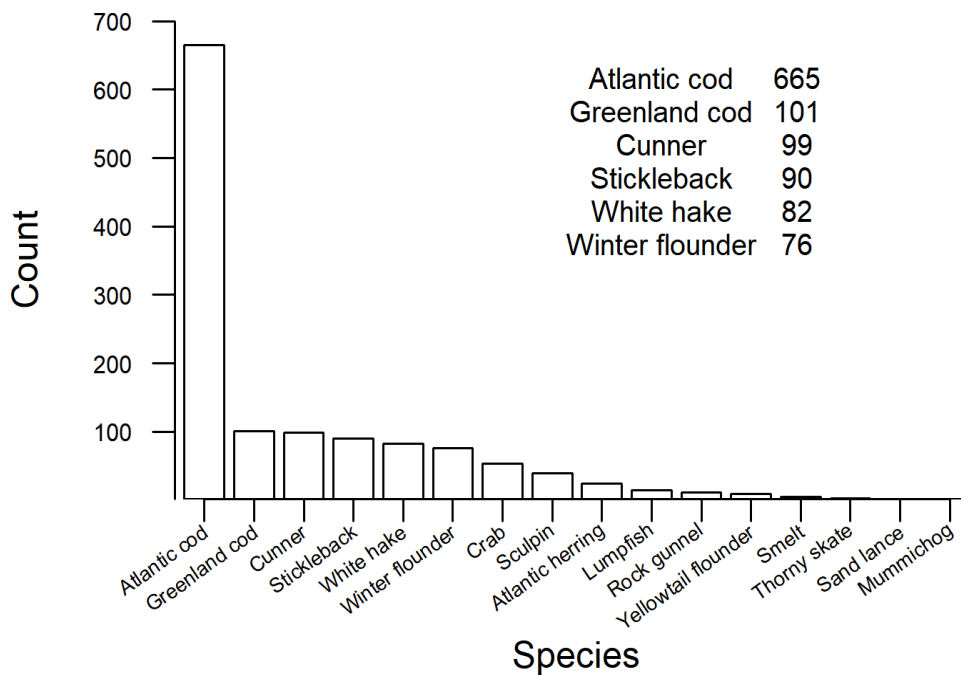 700
600
500
400
300
200
100
Count
Atlantic cod 665
Greenland cod 101
Cunner 99
Stickleback 90
White hake 82
Winter flounder 76
Atlantic cod
Greenland cod
Cunner
Stickleback
White hake
Winter flounder
Crab
Sculpin
Atlantic herring
Lumpfish
Rock gunnel
Yellowtail flounder
Smelt
Thorny skate
Sand lance
Mummichog
Species